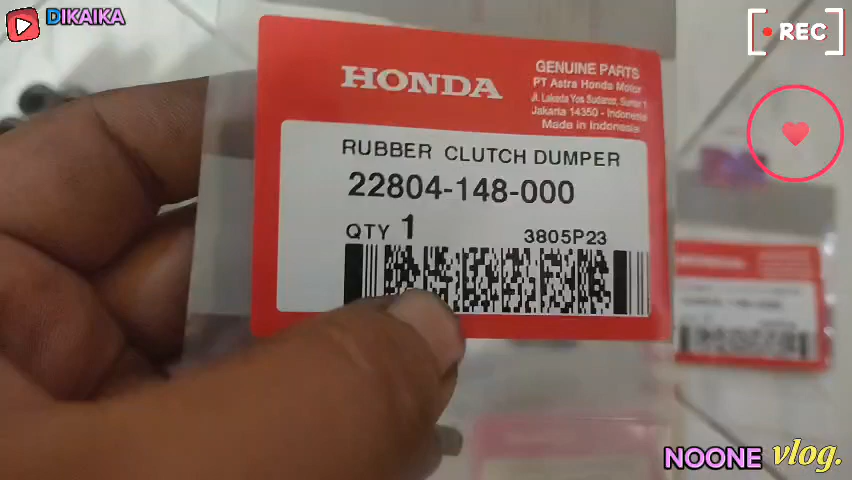 DIKAIKA
REC
HONDA
GENUINE PARTS
PT Astra Honda Motor
Jl. Laksda Yos Sudarso, Sunter 1
Jakarta 14350 - Indonesia
Made in Indonesia
RUBBER CLUTCH DUMPER
22804-148-000
QTY 1
3805P23
HONDA
NOONE vlog.